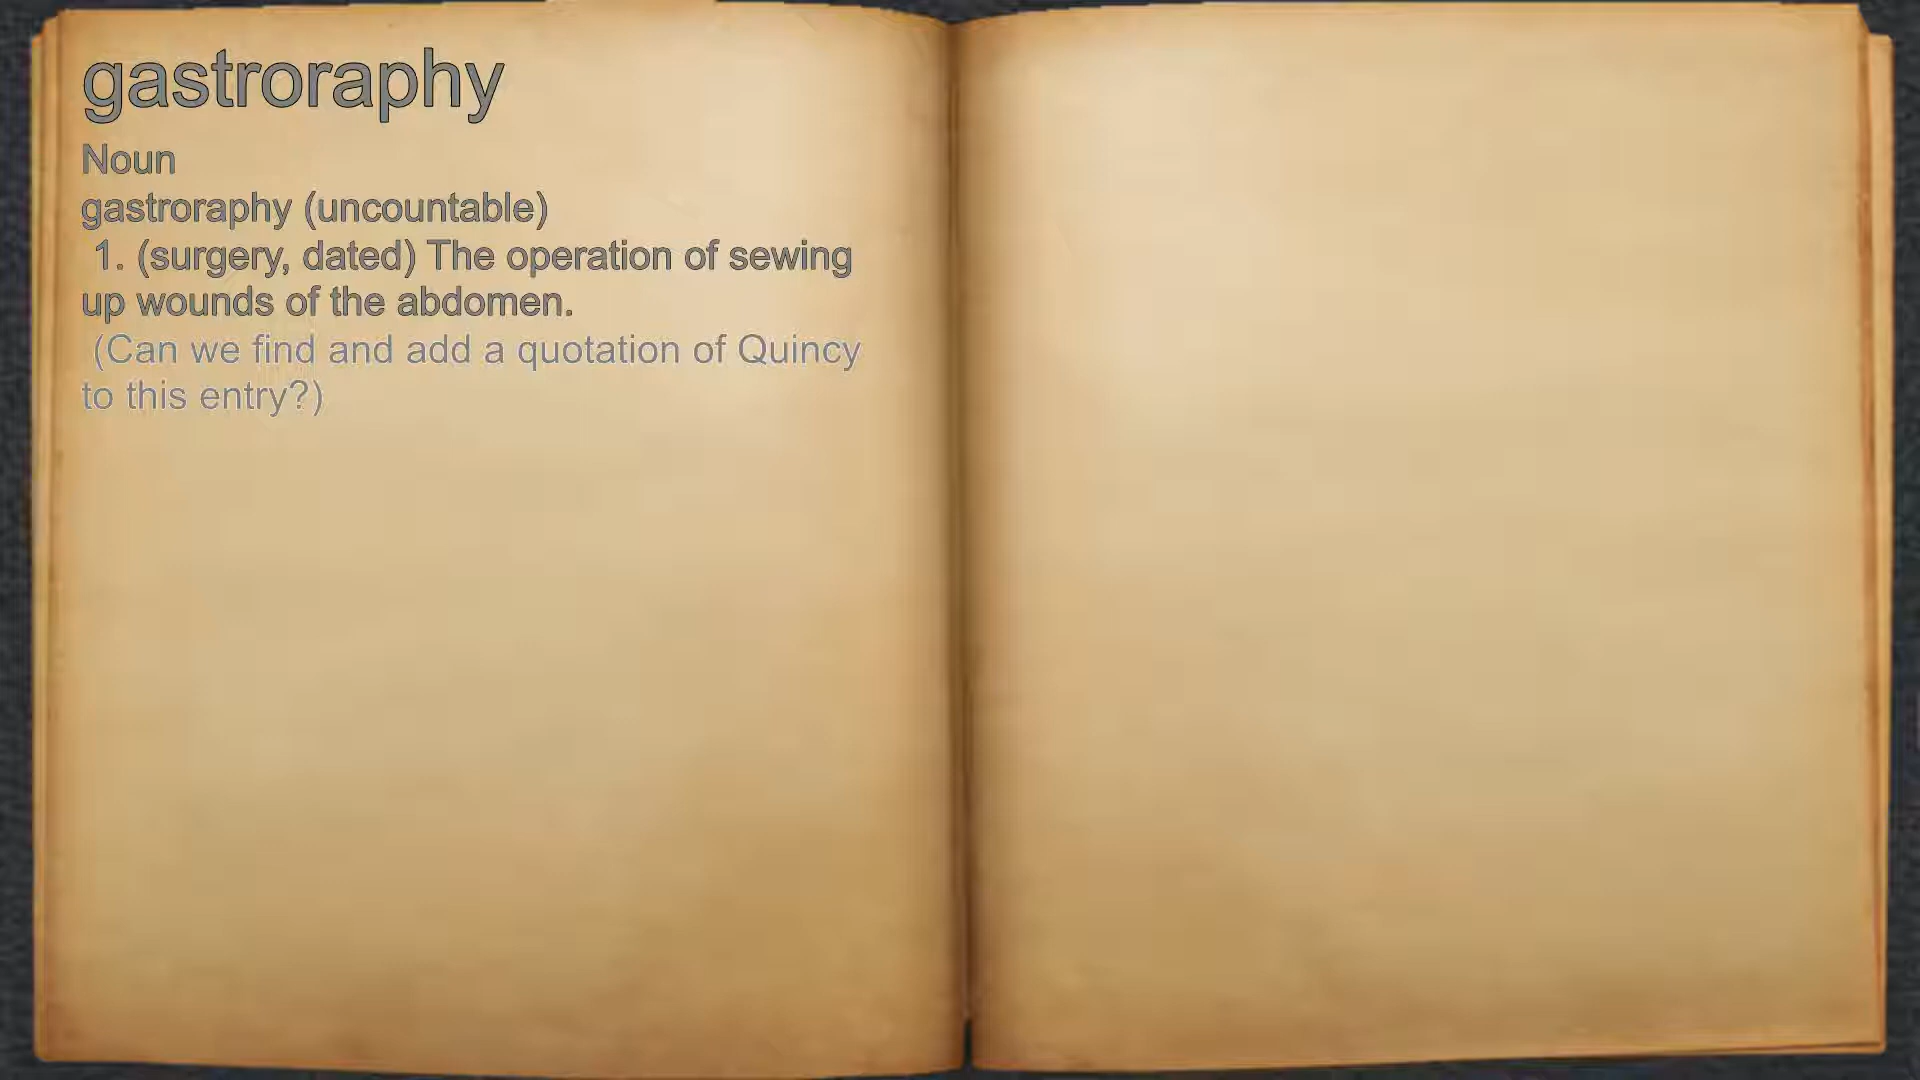 gastroraphy
Noun
gastroraphy (uncountable)
1. (surgery, dated) The operation of sewing
up wounds of the abdomen.
(Can we find and add a quotation of Quincy
to this entry?)